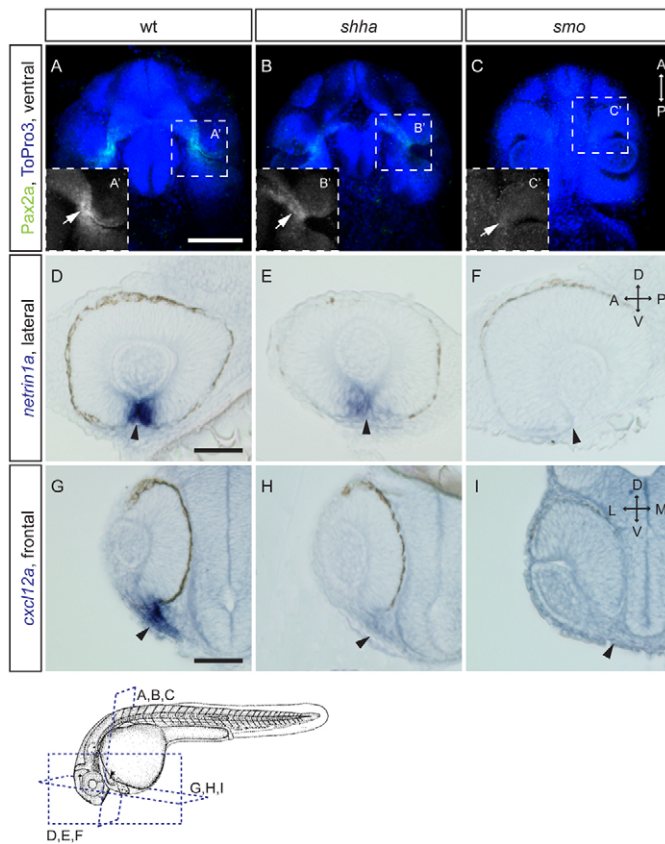 wt
shha
smo
Pax2a, ToPro3, ventral
A
A'
A'
B
B'
B'
C
C'
C'
A
P
netrin1a, lateral
D
E
F
D
A
P
V
cxcl12a, frontal
G
H
I
D
L
M
V
A,B,C
G,H,I
D,E,F